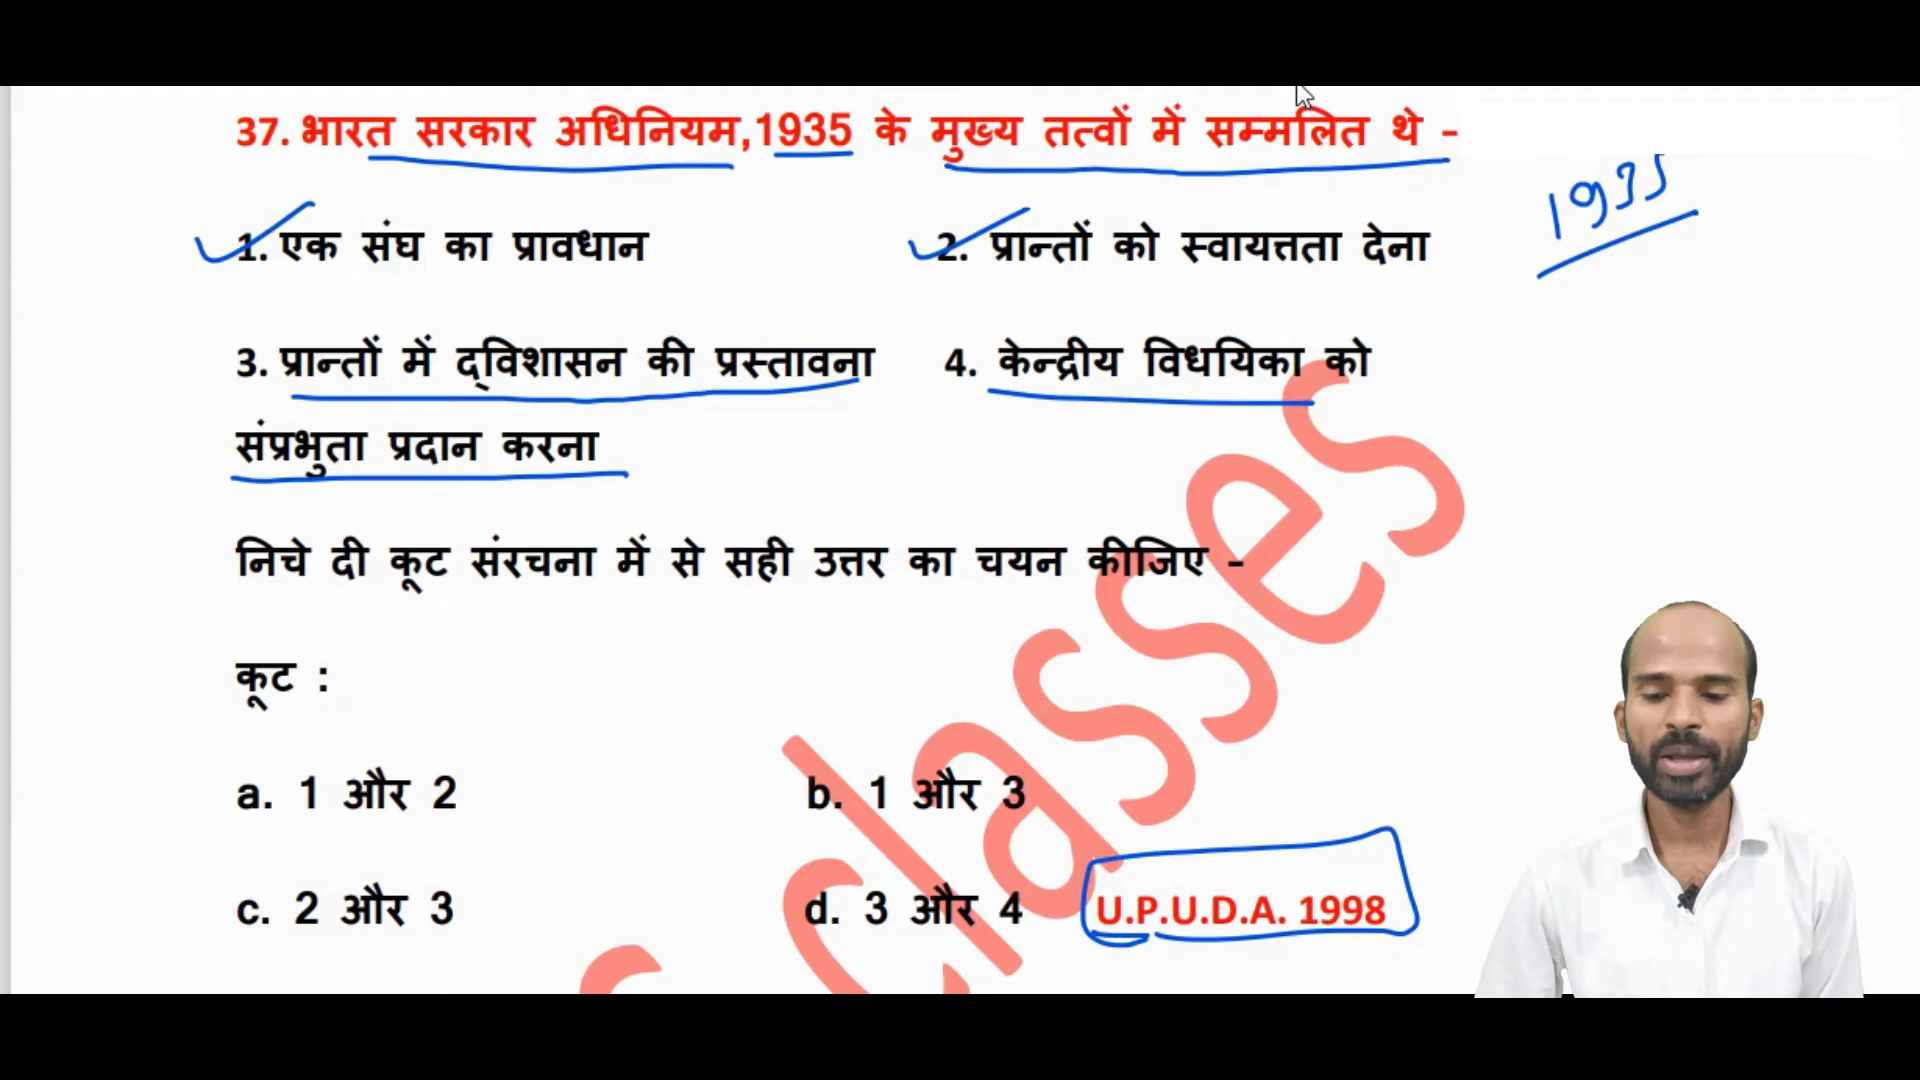 37. भारत सरकार अधिनियम,1935 के मुख्य तत्वों में सम्मलित थे -
1935
1. एक संघ का प्रावधान 2. प्रान्तों को स्वायत्तता देना
3. प्रान्तों में द्विशासन की प्रस्तावना 4. केन्द्रीय विधयिका को
संप्रभुता प्रदान करना
निचे दी कूट संरचना में से सही उत्तर का चयन कीजिए -
कूट :
a. 1 और 2 b. 1 और 3
c. 2 और 3 d. 3 और 4 U.P.U.D.A. 1998
classes